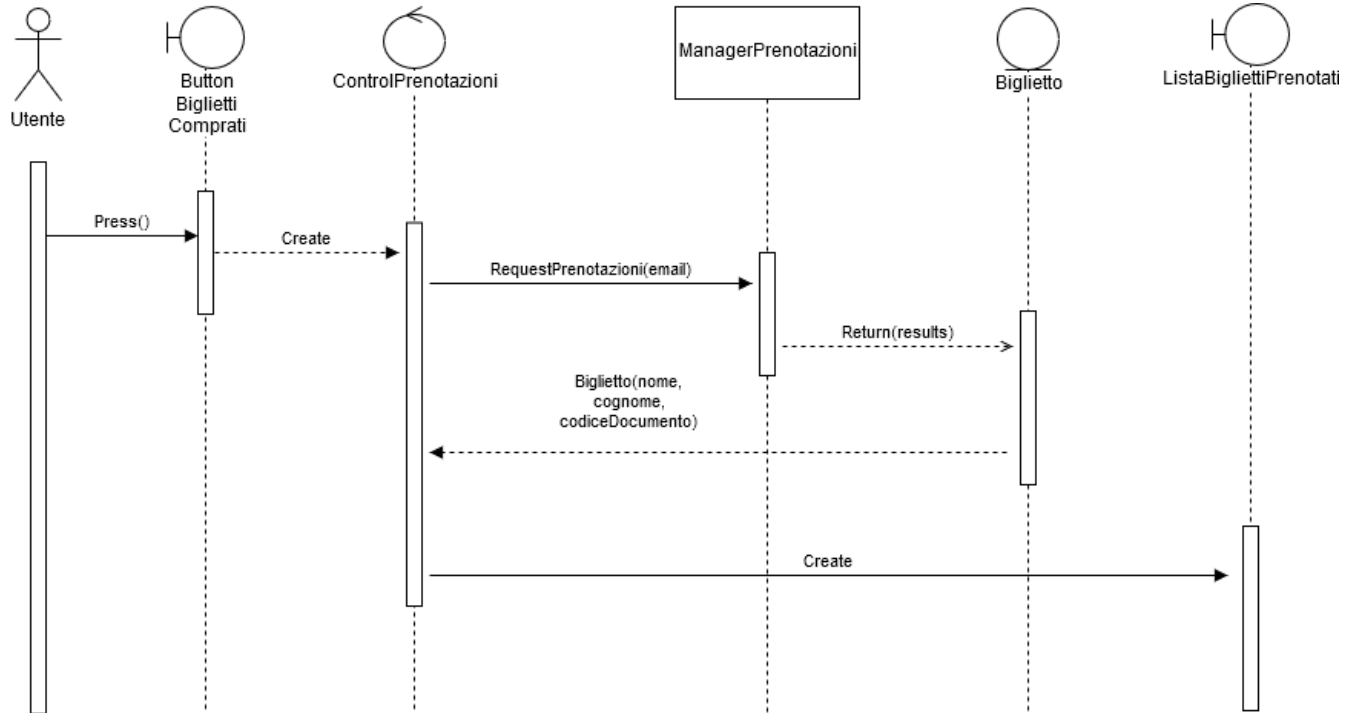 Utente
Button
Biglietti
Comprati
ControlPrenotazioni
ManagerPrenotazioni
Biglietto
ListaBigliettiPrenotati
Press()
Create
RequestPrenotazioni(email)
Return(results)
Biglietto(nome,
cognome,
codiceDocumento)
Create